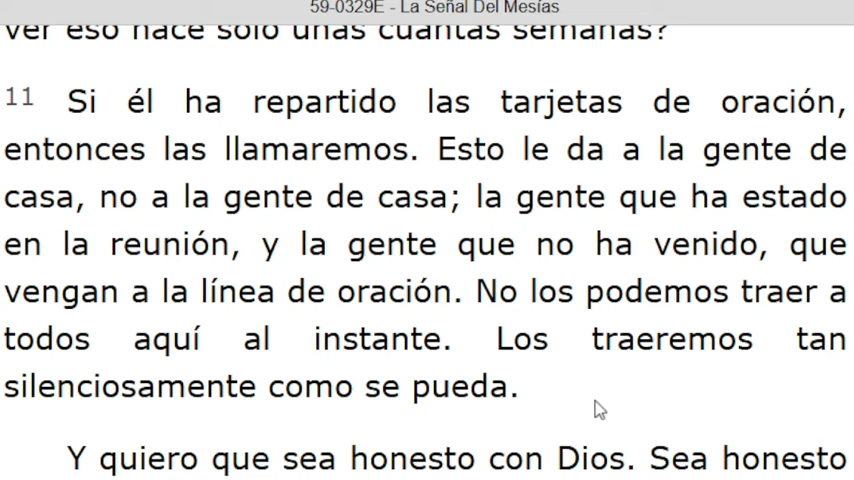 59-0329E - La Señal Del Mesías
ver eso hace sólo unas cuantas semanas?
11 Si él ha repartido las tarjetas de oración,
entonces las llamaremos. Esto le da a la gente de
casa, no a la gente de casa; la gente que ha estado
en la reunión, y la gente que no ha venido, que
vengan a la línea de oración. No los podemos traer a
todos aquí al instante. Los traeremos tan
silenciosamente como se pueda.
Y quiero que sea honesto con Dios. Sea honesto